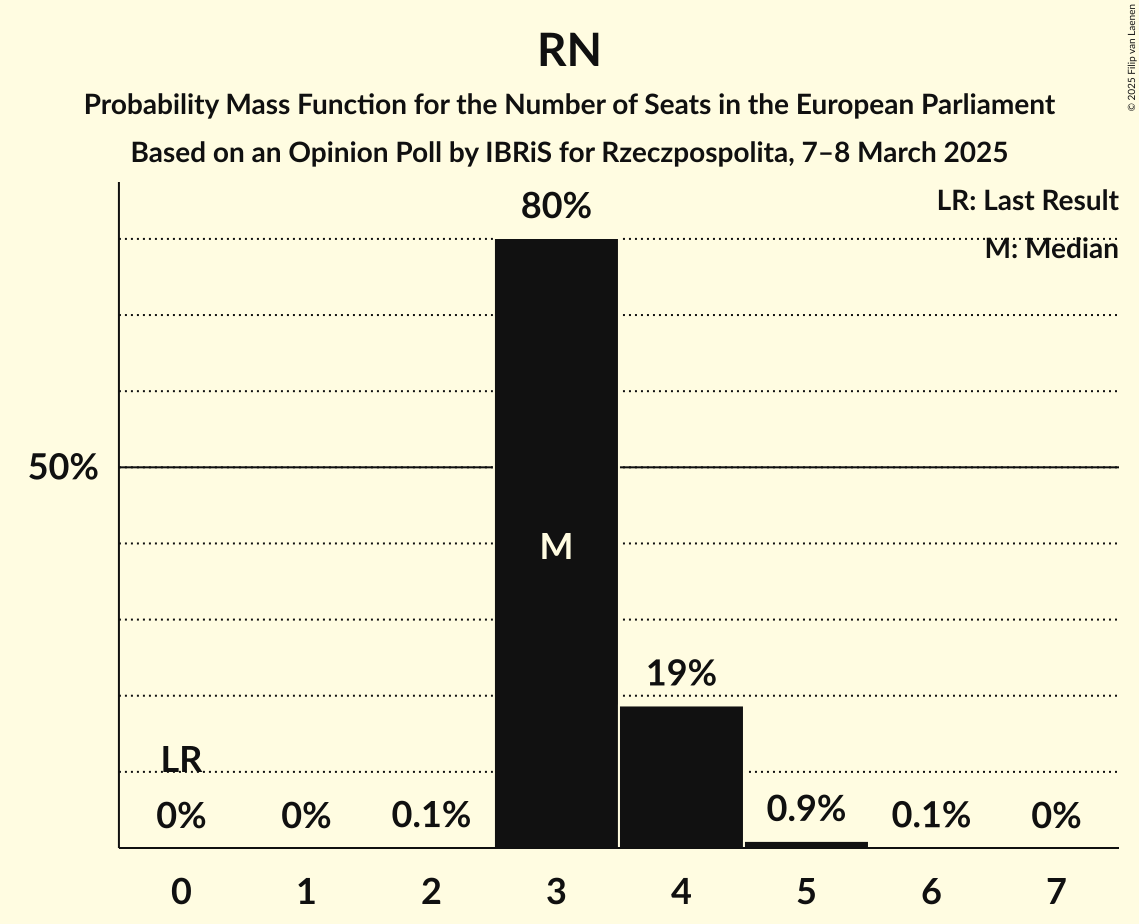 RN
Probability Mass Function for the Number of Seats in the European Parliament
Based on an Opinion Poll by IBRiS for Rzeczpospolita, 7–8 March 2025
© 2025 Filip van Laenen
LR: Last Result
M: Median
80%
50%
M
19%
LR
0% 0% 0.1% 0.9% 0.1% 0%
0 1 2 3 4 5 6 7